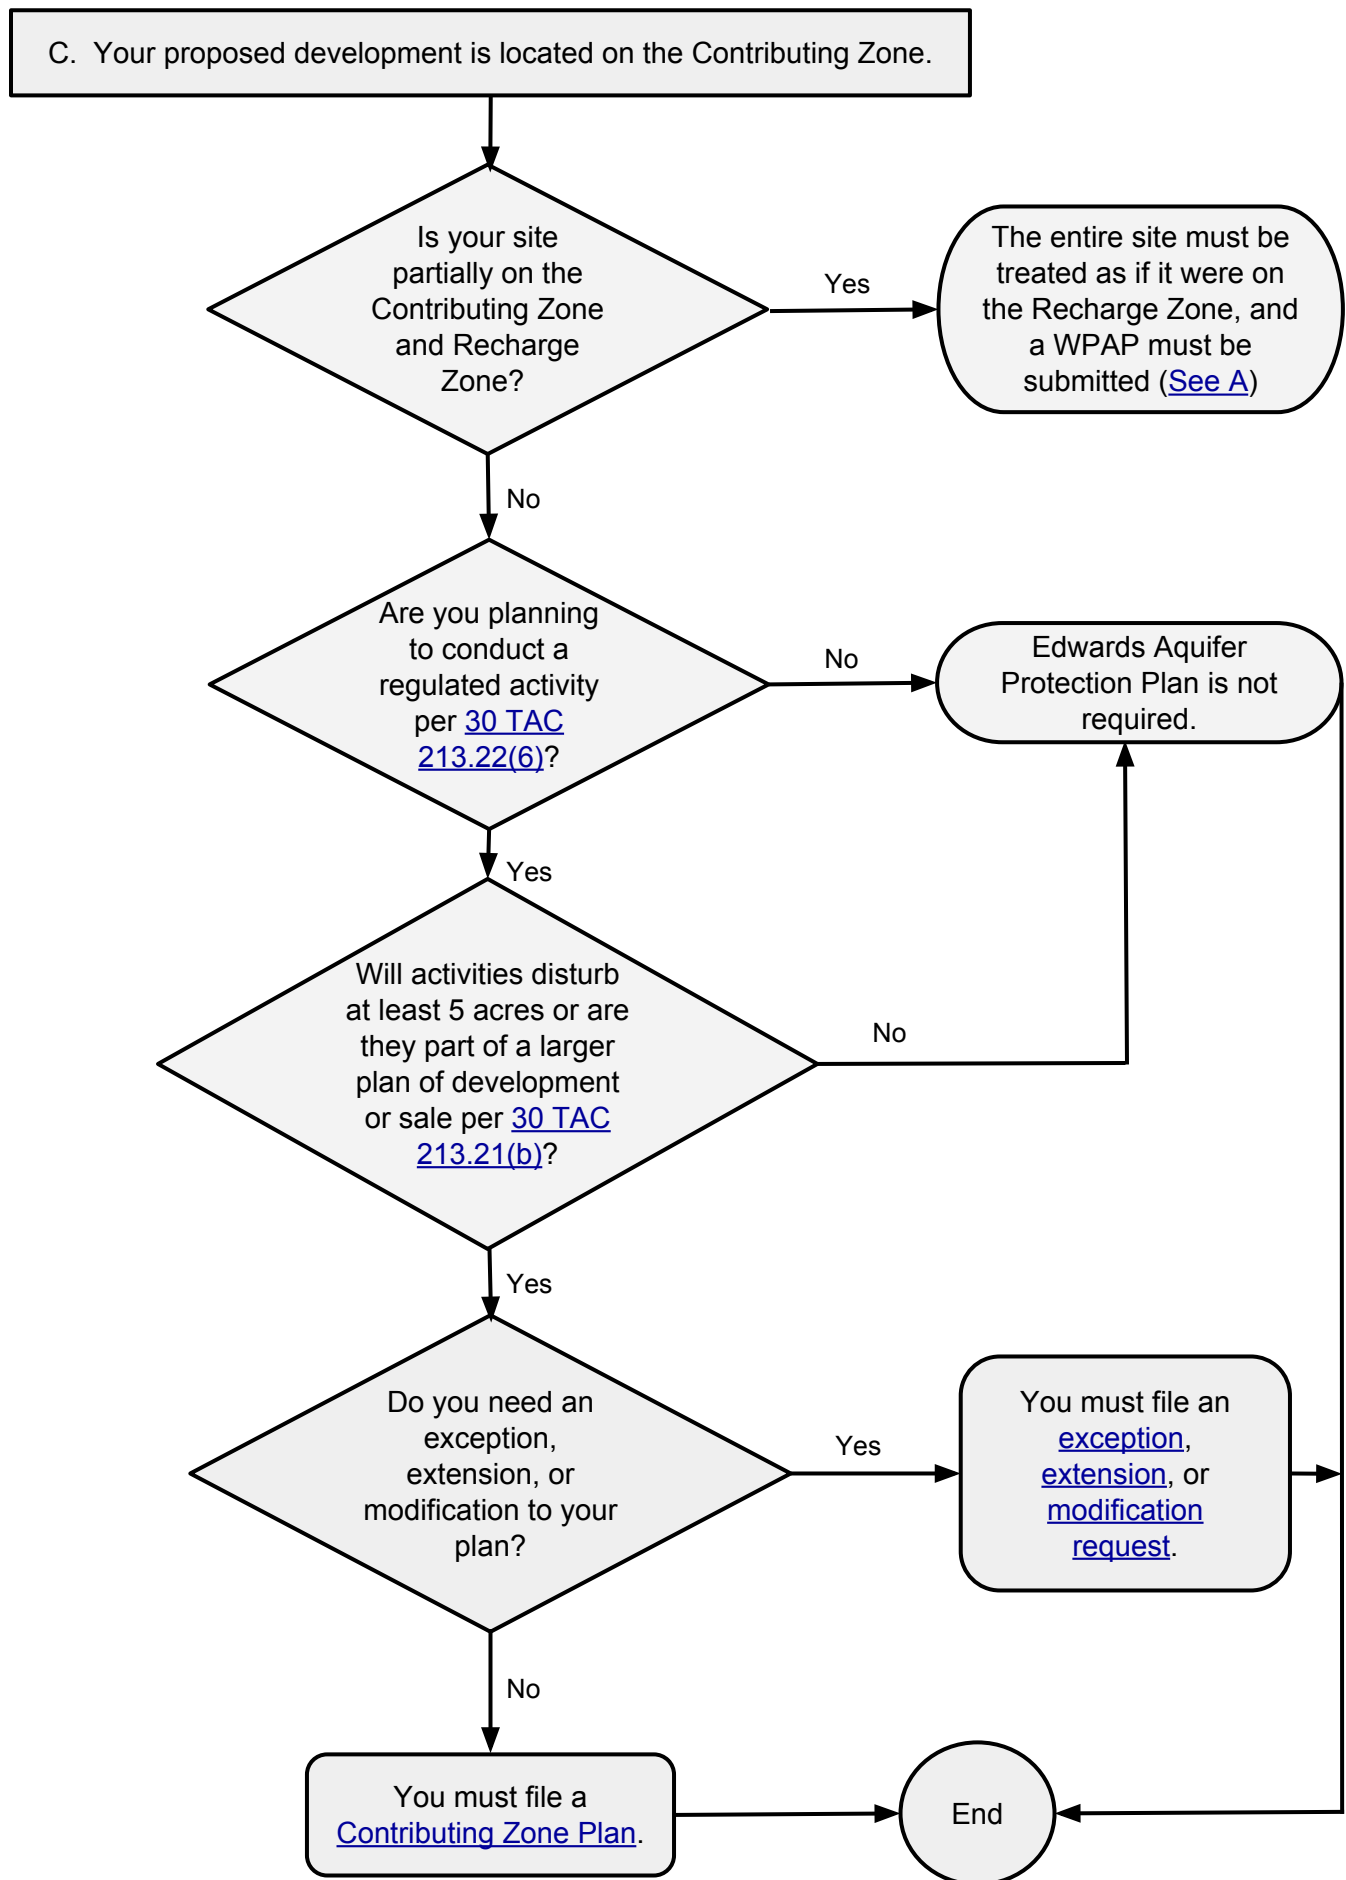 C. Your proposed development is located on the Contributing Zone.
Is your site
partially on the
Contributing Zone
and Recharge
Zone?
Yes
The entire site must be
treated as if it were on
the Recharge Zone, and
a WPAP must be
submitted (See A)
No
Are you planning
to conduct a
regulated activity
per 30 TAC
213.22(6)?
No
Edwards Aquifer
Protection Plan is not
required.
Yes
Will activities disturb
at least 5 acres or are
they part of a larger
plan of development
or sale per 30 TAC
213.21(b)?
No
Yes
Do you need an
exception,
extension, or
modification to your
plan?
Yes
You must file an
exception,
extension, or
modification
request.
No
You must file a
Contributing Zone Plan.
End